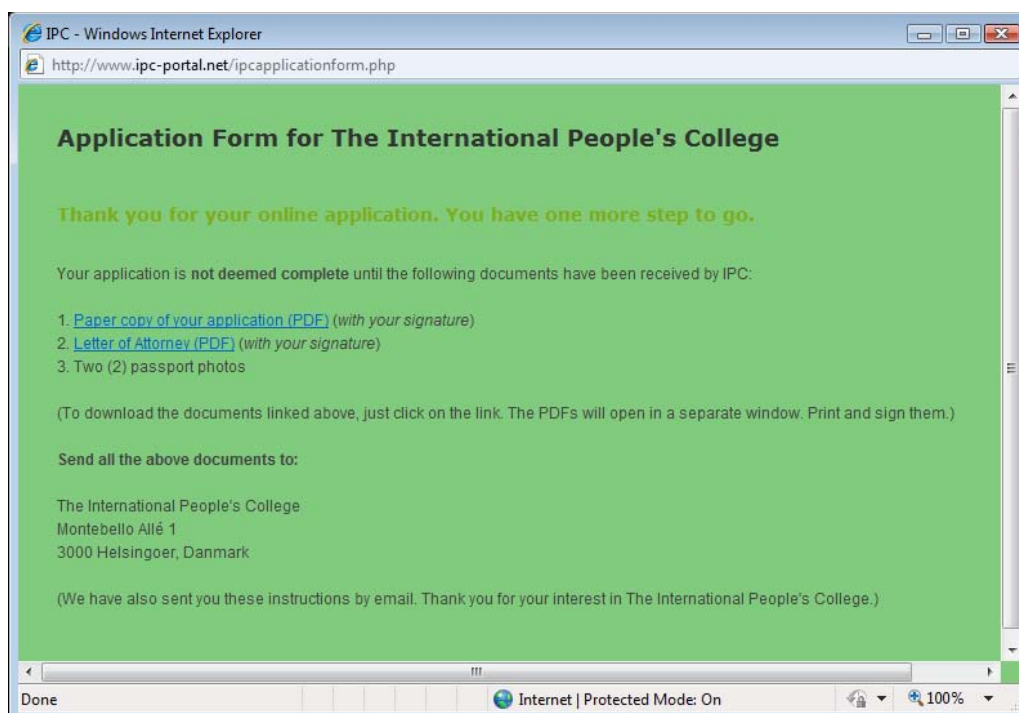 IPC - Windows Internet Explorer
http://www.ipc-portal.net/ipcapplicationform.php
Application Form for The International People's College
Thank you for your online application. You have one more step to go.
Your application is not deemed complete until the following documents have been received by IPC:
1. Paper copy of your application (PDF) (with your signature)
2. Letter of Attorney (PDF) (with your signature)
3. Two (2) passport photos
(To download the documents linked above, just click on the link. The PDFs will open in a separate window. Print and sign them.)
Send all the above documents to:
The International People's College
Montebello Allé 1
3000 Helsingoer, Danmark
(We have also sent you these instructions by email. Thank you for your interest in The International People's College.)
Done
Internet | Protected Mode: On
100%